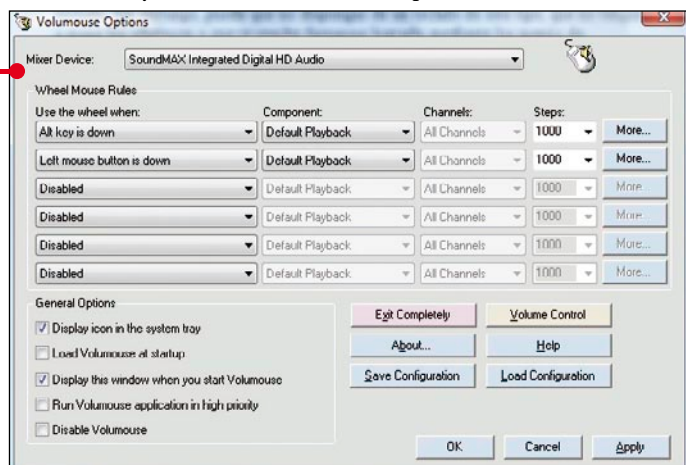 Volumouse Options
Mixer Device: SoundMAX Integrated Digital HD Audio
Wheel Mouse Rules
Use the wheel when: Component: Channels: Steps:
Alt key is down Default Playback All Channels 1000 More...
Left mouse button is down Default Playback All Channels 1000 More...
Disabled Default Playback All Channels 1000 More...
Disabled Default Playback All Channels 1000 More...
Disabled Default Playback All Channels 1000 More...
Disabled Default Playback All Channels 1000 More...
General Options
Display icon in the system tray
Load Volumouse at startup
Display this window when you start Volumouse
Run Volumouse application in high priority
Disable Volumouse
Exit Completely Volume Control
About... Help
Save Configuration Load Configuration
OK Cancel Apply